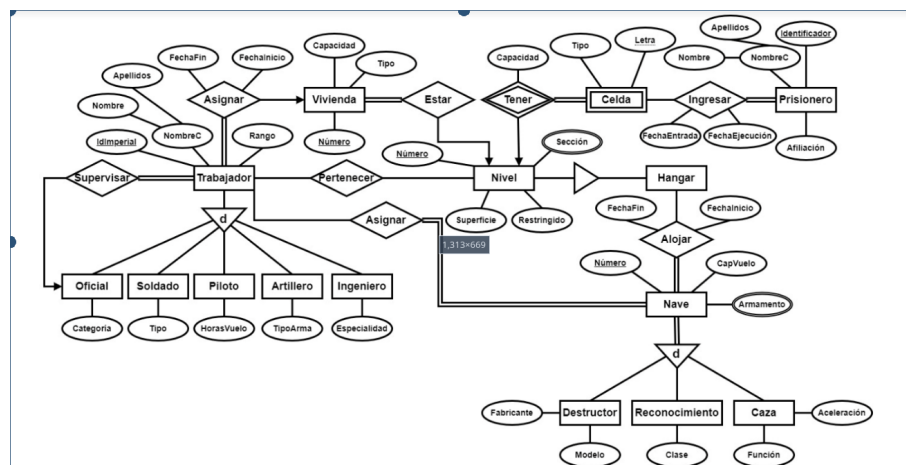 Apellidos
Identificador
Capacidad
Letra
Tipo
FechaFin
FechaInicio
Capacidad
Tipo
Nombre
NombreC
Apellidos
Asignar
Vivienda
Estar
Tener
Celda
Ingresar
Prisionero
Nombre
NombreC
Rango
Número
FechaEntrada
FechaEjecución
IdImperial
Número
Sección
Afiliación
Supervisar
Trabajador
Pertenecer
Nivel
Hangar
d
Asignar
Superficie
Restringido
FechaFin
FechaInicio
Alojar
1,313×669
Número
CapVuelo
Oficial
Soldado
Piloto
Artillero
Ingeniero
Nave
Armamento
Categoría
Tipo
HorasVuelo
TipoArma
Especialidad
d
Fabricante
Destructor
Reconocimiento
Caza
Aceleración
Modelo
Clase
Función